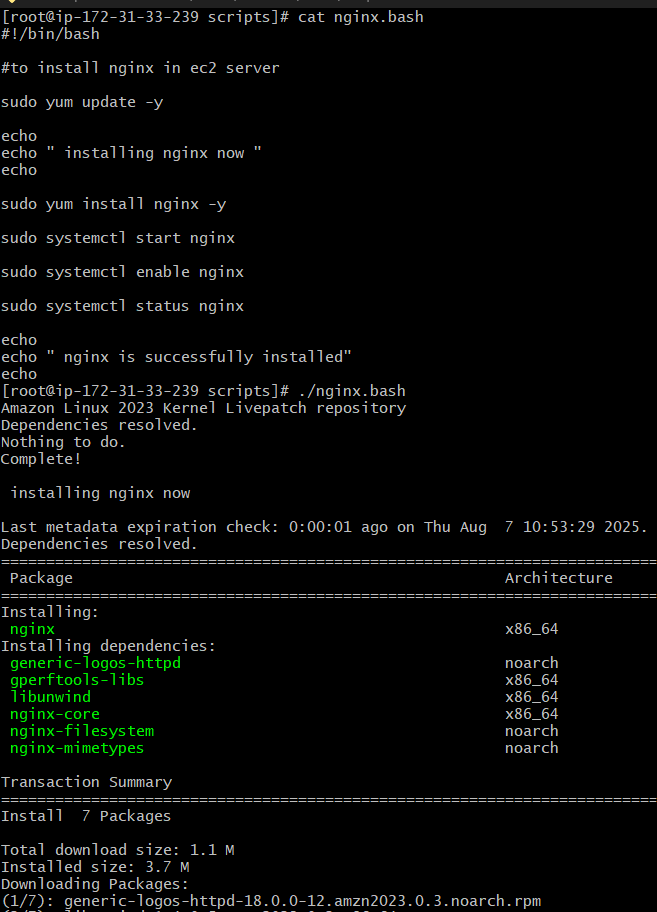 [root@ip-172-31-33-239 scripts]# cat nginx.bash
#!/bin/bash
#to install nginx in ec2 server
sudo yum update -y
echo
echo " installing nginx now "
echo
sudo yum install nginx -y
sudo systemctl start nginx
sudo systemctl enable nginx
sudo systemctl status nginx
echo
echo " nginx is successfully installed"
echo
[root@ip-172-31-33-239 scripts]# ./nginx.bash
Amazon Linux 2023 Kernel Livepatch repository
Dependencies resolved.
Nothing to do.
Complete!
 installing nginx now
Last metadata expiration check: 0:00:01 ago on Thu Aug  7 10:53:29 2025.
Dependencies resolved.
================================================================================
 Package                                                Architecture
================================================================================
Installing:
 nginx                                                  x86_64
Installing dependencies:
 generic-logos-httpd                                    noarch
 gperftools-libs                                        x86_64
 libunwind                                              x86_64
 nginx-core                                             x86_64
 nginx-filesystem                                       noarch
 nginx-mimetypes                                        noarch
Transaction Summary
================================================================================
Install  7 Packages
Total download size: 1.1 M
Installed size: 3.7 M
Downloading Packages:
(1/7): generic-logos-httpd-18.0.0-12.amzn2023.0.3.noarch.rpm